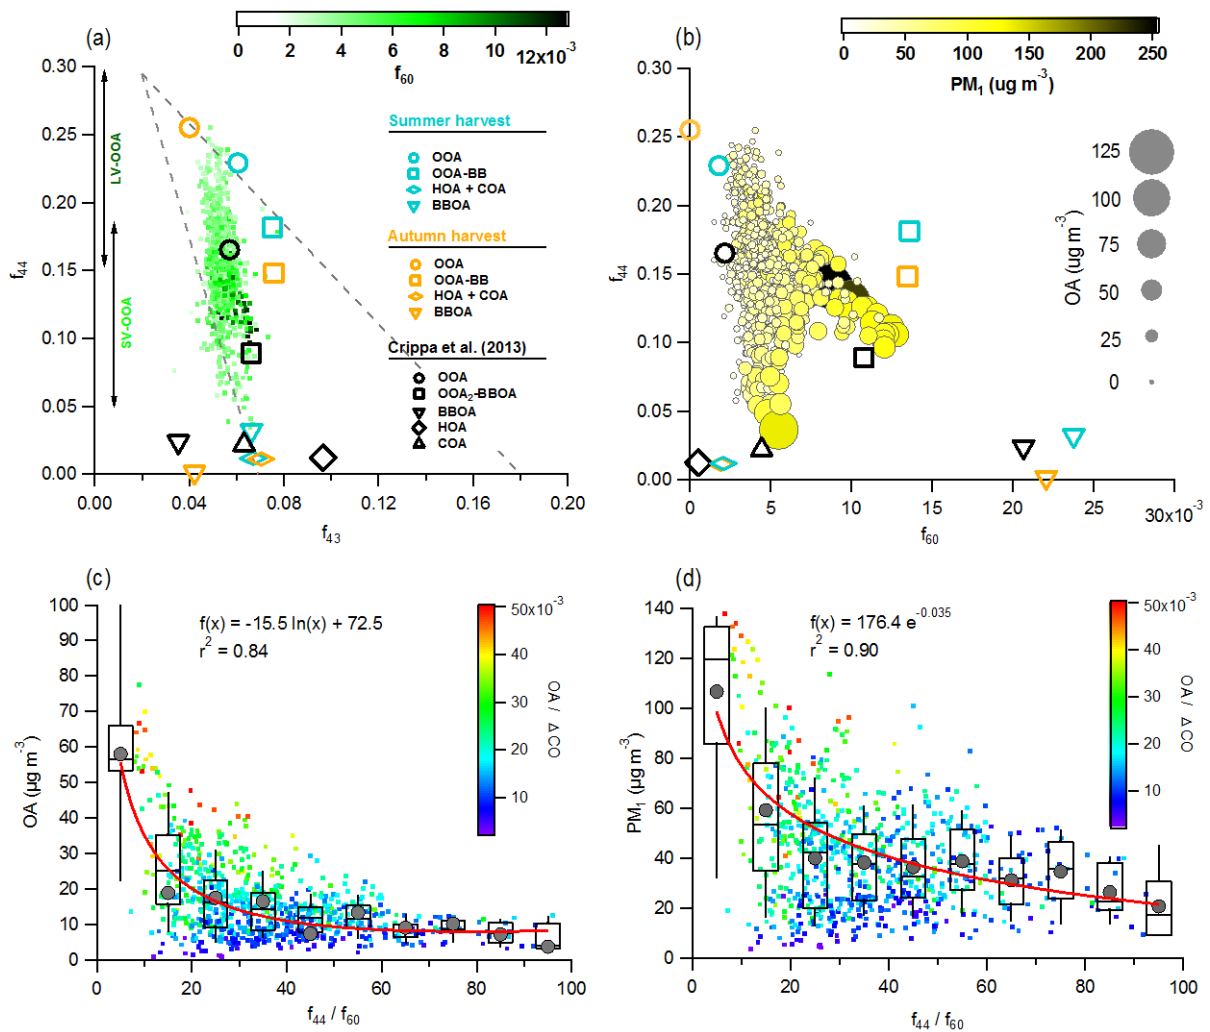 (a)
0 2 4 6 8 10 12x10⁻³
f₆₀
0.30
0.25
0.20
0.15
0.10
0.05
0.00
f₄₄
LV-OOA
SV-OOA
Summer harvest
OOA
OOA-BB
HOA + COA
BBOA
Autumn harvest
OOA
OOA-BB
HOA + COA
BBOA
Crippa et al. (2013)
OOA
OOA₂-BBOA
BBOA
HOA
COA
0.00 0.04 0.08 0.12 0.16 0.20
f₄₃
(b)
0 50 100 150 200 250
PM₁ (ug m⁻³)
0.30
0.25
0.20
0.15
0.10
0.05
0.00
f₄₄
OA (ug m⁻³)
125
100
75
50
25
0
0 5 10 15 20 25 30x10⁻³
f₆₀
(c)
100
90
80
70
60
50
40
30
20
10
0
OA (µg m⁻³)
f(x) = -15.5 ln(x) + 72.5
r² = 0.84
50x10⁻³
40
30
20
10
OA / ΔCO
0 20 40 60 80 100
f₄₄ / f₆₀
(d)
140
120
100
80
60
40
20
0
PM₁ (µg m⁻³)
f(x) = 176.4 e⁻⁰·⁰³⁵
r² = 0.90
50x10⁻³
40
30
20
10
OA / ΔCO
0 20 40 60 80 100
f₄₄ / f₆₀